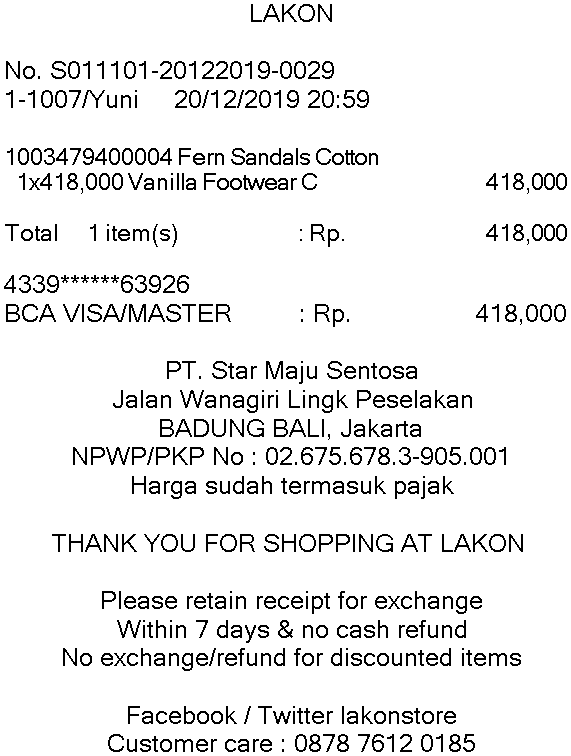 LAKON
No. S011101-20122019-0029
1-1007/Yuni 20/12/2019 20:59
1003479400004 Fern Sandals Cotton
1x418,000 Vanilla Footwear C 418,000
Total 1 item(s) : Rp. 418,000
4339******63926
BCA VISA/MASTER : Rp. 418,000
PT. Star Maju Sentosa
Jalan Wanagiri Lingk Peselakan
BADUNG BALI, Jakarta
NPWP/PKP No : 02.675.678.3-905.001
Harga sudah termasuk pajak
THANK YOU FOR SHOPPING AT LAKON
Please retain receipt for exchange
Within 7 days & no cash refund
No exchange/refund for discounted items
Facebook / Twitter lakonstore
Customer care : 0878 7612 0185